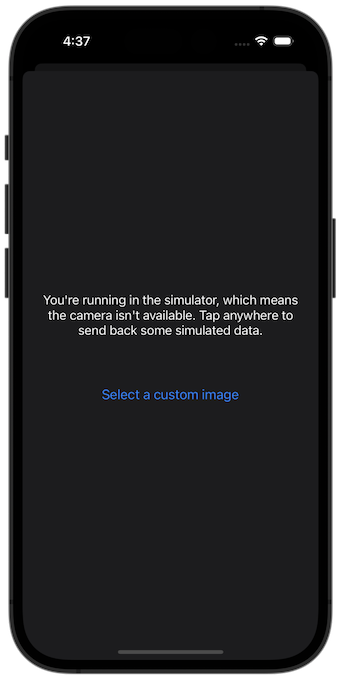 4:37
You're running in the simulator, which means
the camera isn't available. Tap anywhere to
send back some simulated data.
Select a custom image